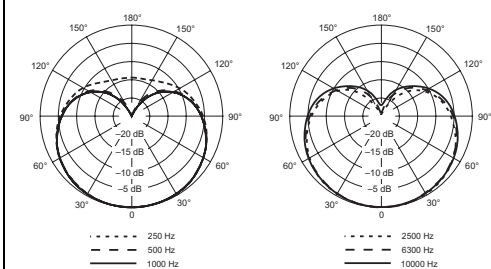 180°
150° 150°
120° 120°
90° 90°
60° 60°
30° 30°
0
–20 dB
–15 dB
–10 dB
–5 dB
250 Hz
500 Hz
1000 Hz
180°
150° 150°
120° 120°
90° 90°
60° 60°
30° 30°
0
–20 dB
–15 dB
–10 dB
–5 dB
2500 Hz
6300 Hz
10000 Hz